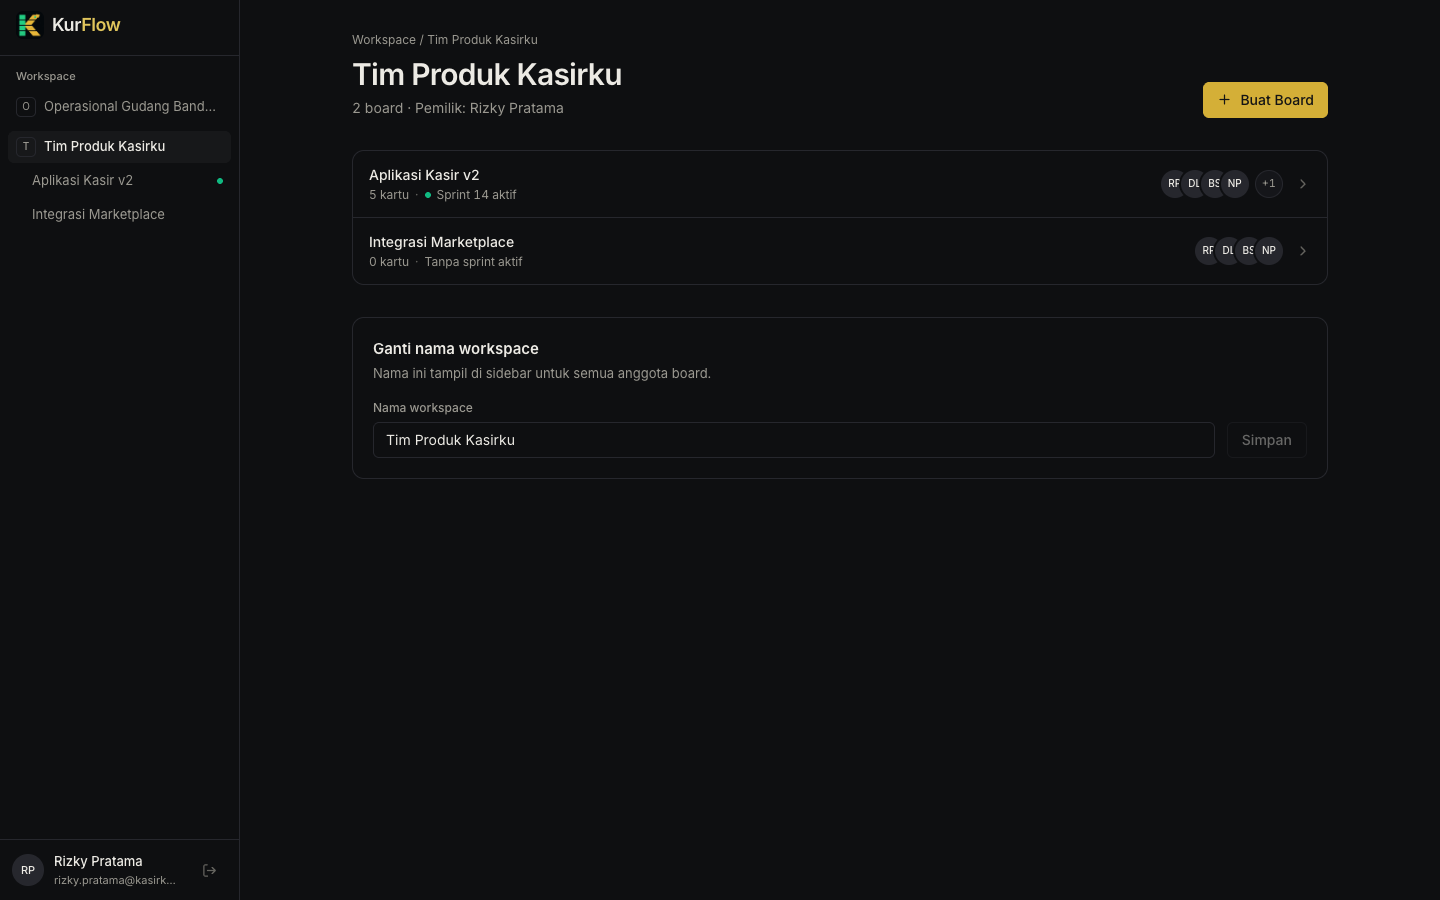 KurFlow
Workspace
O Operasional Gudang Band...
T Tim Produk Kasirku
Aplikasi Kasir v2
Integrasi Marketplace
Workspace / Tim Produk Kasirku
Tim Produk Kasirku
2 board · Pemilik: Rizky Pratama
+ Buat Board
Aplikasi Kasir v2
5 kartu · Sprint 14 aktif
NP +1
Integrasi Marketplace
0 kartu · Tanpa sprint aktif
NP
Ganti nama workspace
Nama ini tampil di sidebar untuk semua anggota board.
Nama workspace
Tim Produk Kasirku
Simpan
RP
Rizky Pratama
rizky.pratama@kasirk...